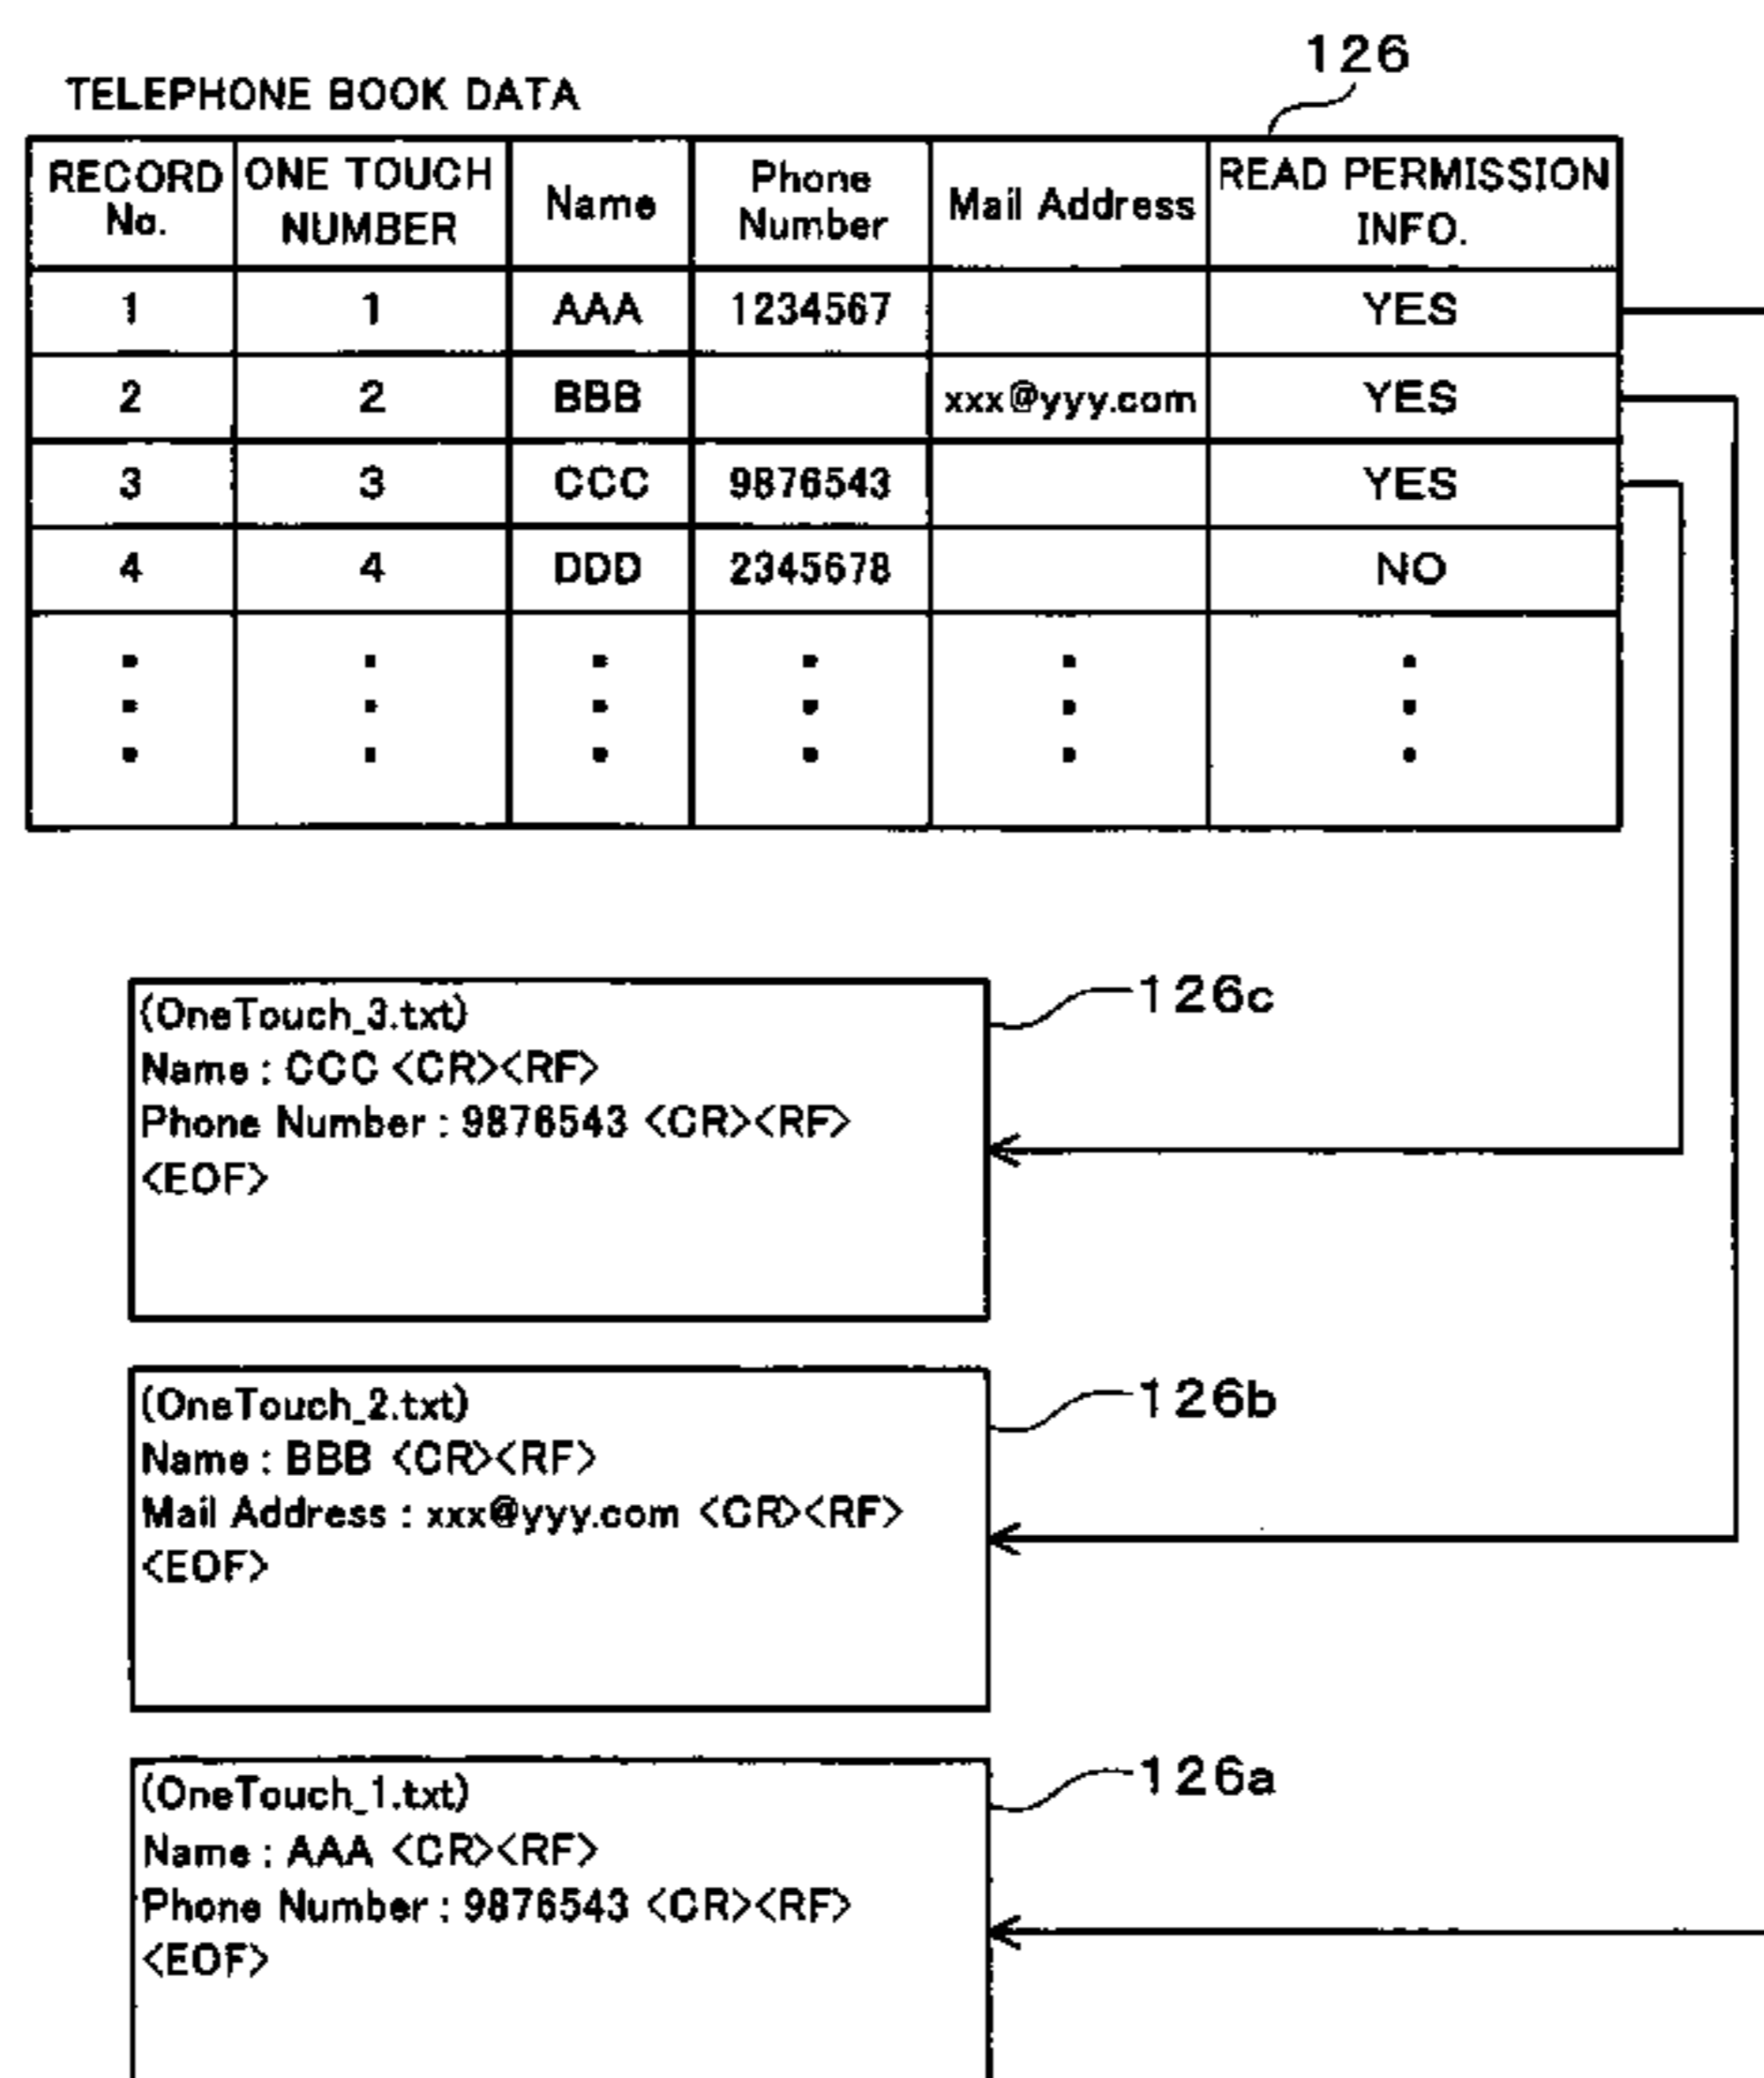 126
TELEPHONE BOOK DATA
RECORD No. ONE TOUCH NUMBER Name Phone Number Mail Address READ PERMISSION INFO.
1 1 AAA 1234567 YES
2 2 BBB xxx@yyy.com YES
3 3 CCC 9876543 YES
4 4 DDD 2345678 NO
126c
(OneTouch_3.txt)
Name : CCC <CR><RF>
Phone Number : 9876543 <CR><RF>
<EOF>
126b
(OneTouch_2.txt)
Name : BBB <CR><RF>
Mail Address : xxx@yyy.com <CR><RF>
<EOF>
126a
(OneTouch_1.txt)
Name : AAA <CR><RF>
Phone Number : 9876543 <CR><RF>
<EOF>